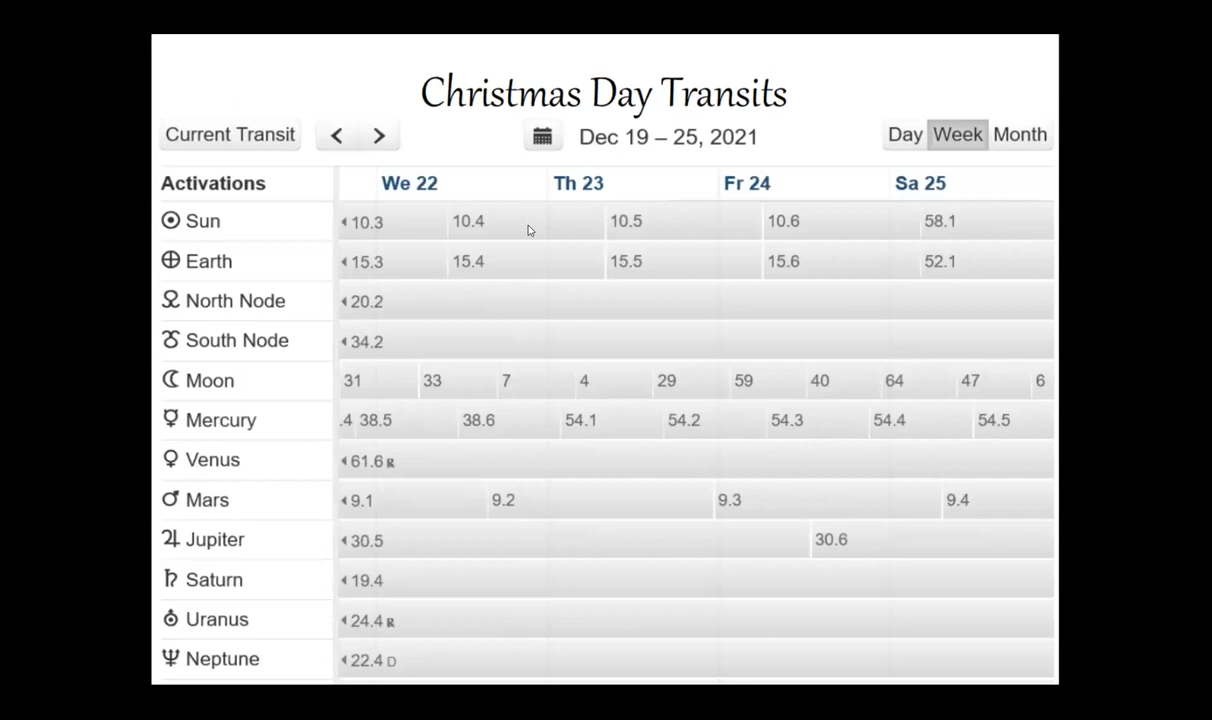 Christmas Day Transits
Current Transit Dec 19 – 25, 2021 Day Week Month
Activations We 22 Th 23 Fr 24 Sa 25
Sun 10.3 10.4 10.5 10.6 58.1
Earth 15.3 15.4 15.5 15.6 52.1
North Node 20.2
South Node 34.2
Moon 31 33 7 4 29 59 40 64 47 6
Mercury .4 38.5 38.6 54.1 54.2 54.3 54.4 54.5
Venus 61.6 R
Mars 9.1 9.2 9.3 9.4
Jupiter 30.5 30.6
Saturn 19.4
Uranus 24.4 R
Neptune 22.4 D